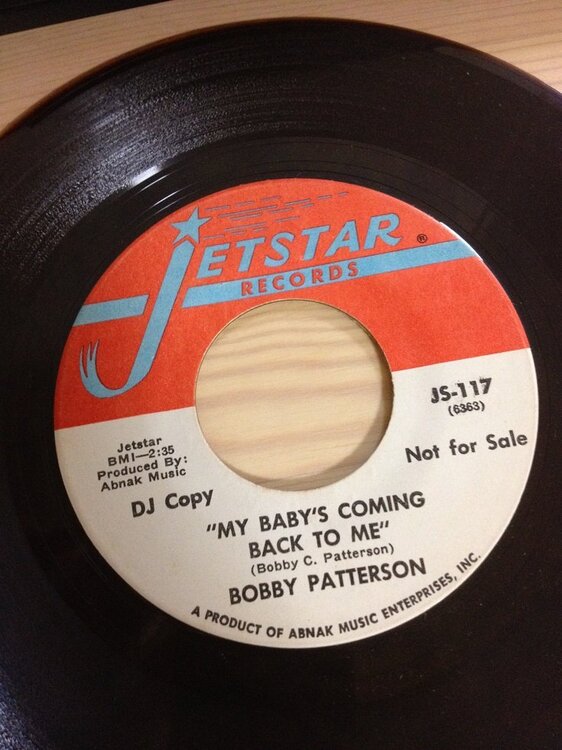 JETSTAR ®
RECORDS
JS-117
(6363)
Not for Sale
Jetstar
BMI—2:35
Produced By:
Abnak Music
DJ Copy
"MY BABY'S COMING
BACK TO ME"
(Bobby C. Patterson)
BOBBY PATTERSON
A PRODUCT OF ABNAK MUSIC ENTERPRISES, INC.